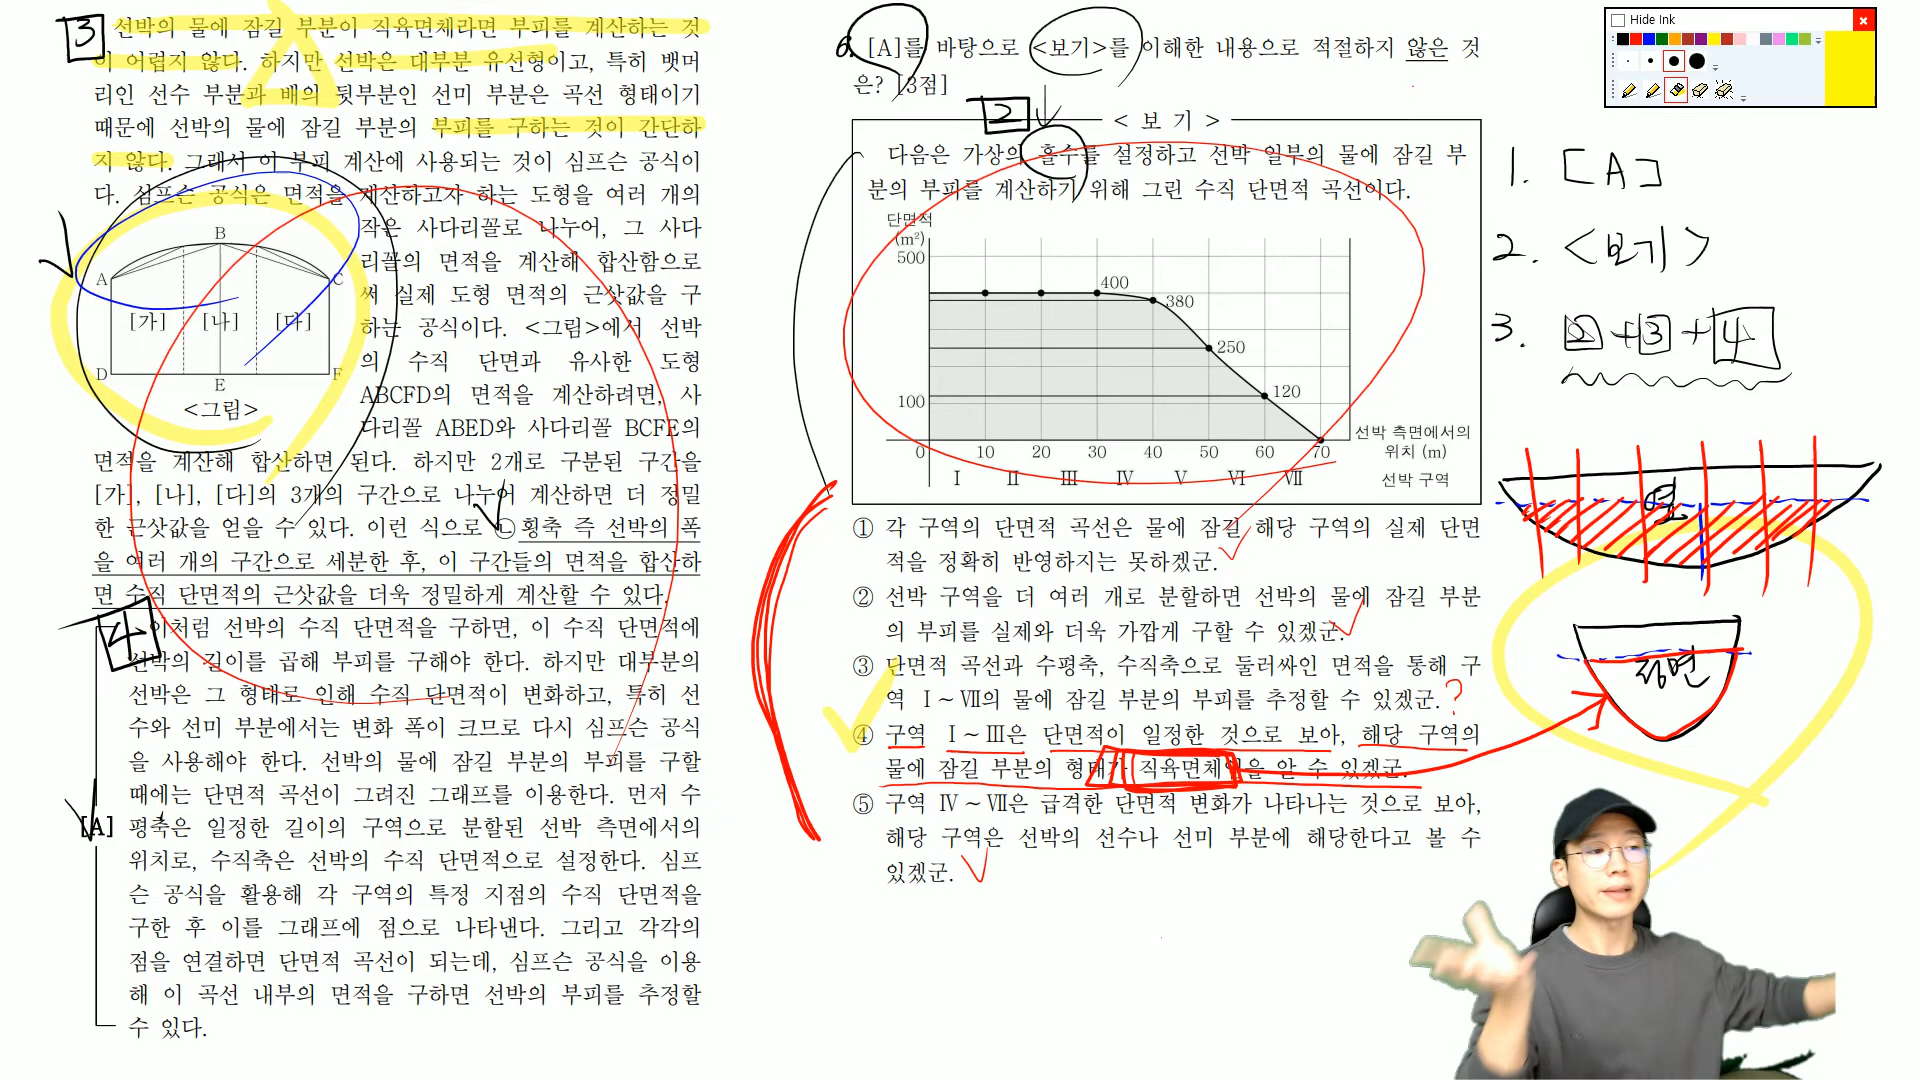 3 선박의 물에 잠길 부분이 직육면체라면 부피를 계산하는 것
이 어렵지 않다. 하지만 선박은 대부분 유선형이고, 특히 뱃머
리인 선수 부분과 배의 뒷부분인 선미 부분은 곡선 형태이기
때문에 선박의 물에 잠길 부분의 부피를 구하는 것이 간단하
지 않다. 그래서 이 부피 계산에 사용되는 것이 심프슨 공식이
다. 심프슨 공식은 면적을 계산하고자 하는 도형을 여러 개의
작은 사다리꼴로 나누어, 그 사다
리꼴의 면적을 계산해 합산함으로
써 실제 도형 면적의 근삿값을 구
하는 공식이다. <그림>에서 선박
의 수직 단면과 유사한 도형
ABCFD의 면적을 계산하려면, 사
다리꼴 ABED와 사다리꼴 BCFE의
B
A
C
[가] [나] [다]
D
E
F
<그림>
면적을 계산해 합산하면 된다. 하지만 2개로 구분된 구간을
[가], [나], [다]의 3개의 구간으로 나누어 계산하면 더 정밀
한 근삿값을 얻을 수 있다. 이런 식으로 ㉡횡축 즉 선박의 폭
을 여러 개의 구간으로 세분한 후, 이 구간들의 면적을 합산하
면 수직 단면적의 근삿값을 더욱 정밀하게 계산할 수 있다.
4 이처럼 선박의 수직 단면적을 구하면, 이 수직 단면적에
선박의 길이를 곱해 부피를 구해야 한다. 하지만 대부분의
선박은 그 형태로 인해 수직 단면적이 변화하고, 특히 선
수와 선미 부분에서는 변화 폭이 크므로 다시 심프슨 공식
을 사용해야 한다. 선박의 물에 잠길 부분의 부피를 구할
때에는 단면적 곡선이 그려진 그래프를 이용한다. 먼저 수
[A] 평축은 일정한 길이의 구역으로 분할된 선박 측면에서의
위치로, 수직축은 선박의 수직 단면적으로 설정한다. 심프
슨 공식을 활용해 각 구역의 특정 지점의 수직 단면적을
구한 후 이를 그래프에 점으로 나타낸다. 그리고 각각의
점을 연결하면 단면적 곡선이 되는데, 심프슨 공식을 이용
해 이 곡선 내부의 면적을 구하면 선박의 부피를 추정할
수 있다.
6. [A]를 바탕으로 <보기>를 이해한 내용으로 적절하지 않은 것
은? [3점]
2
< 보 기 >
다음은 가상의 홀수를 설정하고 선박 일부의 물에 잠길 부
분의 부피를 계산하기 위해 그린 수직 단면적 곡선이다.
단면적
(m²)
500
400
380
250
120
100
0 10 20 30 40 50 60 70
선박 측면에서의
위치 (m)
Ⅰ Ⅱ Ⅲ Ⅳ Ⅴ Ⅵ Ⅶ 선박 구역
① 각 구역의 단면적 곡선은 물에 잠길 해당 구역의 실제 단면
적을 정확히 반영하지는 못하겠군.
② 선박 구역을 더 여러 개로 분할하면 선박의 물에 잠길 부분
의 부피를 실제와 더욱 가깝게 구할 수 있겠군.
③ 단면적 곡선과 수평축, 수직축으로 둘러싸인 면적을 통해 구
역 Ⅰ~Ⅶ의 물에 잠길 부분의 부피를 추정할 수 있겠군. ?
④ 구역 Ⅰ~Ⅲ은 단면적이 일정한 것으로 보아, 해당 구역의
물에 잠길 부분의 형태가 직육면체임을 알 수 있겠군.
⑤ 구역 Ⅳ~Ⅶ은 급격한 단면적 변화가 나타나는 것으로 보아,
해당 구역은 선박의 선수나 선미 부분에 해당한다고 볼 수
있겠군.
Hide Ink
1. [A]
2. <보기>
3. 2+3+4
옆
정면